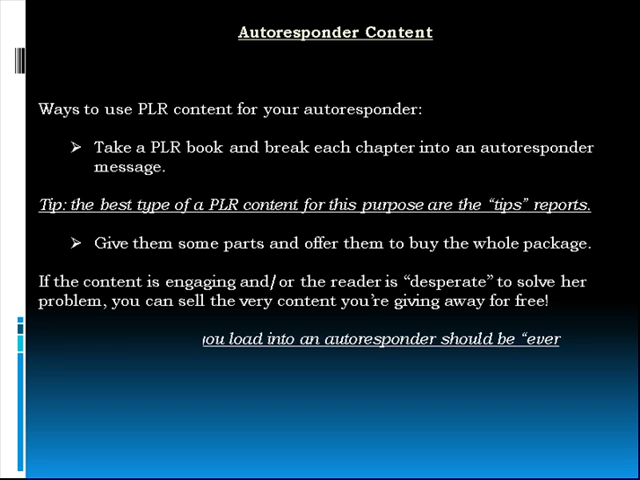 Autoresponder Content
Ways to use PLR content for your autoresponder:
➢ Take a PLR book and break each chapter into an autoresponder
message.
Tip: the best type of a PLR content for this purpose are the “tips” reports.
➢ Give them some parts and offer them to buy the whole package.
If the content is engaging and/or the reader is “desperate” to solve her
problem, you can sell the very content you’re giving away for free!
you load into an autoresponder should be “ever